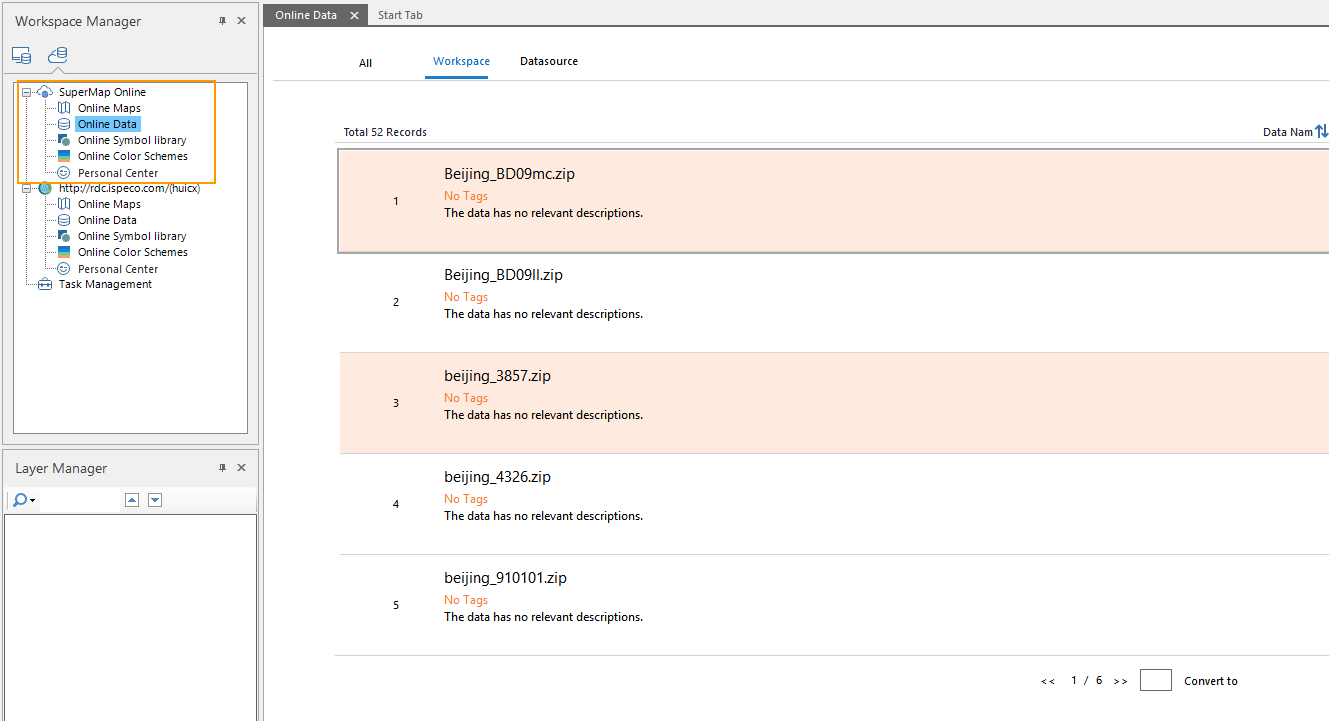 Workspace Manager
SuperMap Online
Online Maps
Online Data
Online Symbol library
Online Color Schemes
Personal Center
http://rdc.ispeco.com/(huicx)
Online Maps
Online Data
Online Symbol library
Online Color Schemes
Personal Center
Task Management
Layer Manager
Online Data
Start Tab
All
Workspace
Datasource
Total 52 Records
Data Nam
1
Beijing_BD09mc.zip
No Tags
The data has no relevant descriptions.
2
Beijing_BD09ll.zip
No Tags
The data has no relevant descriptions.
3
beijing_3857.zip
No Tags
The data has no relevant descriptions.
4
beijing_4326.zip
No Tags
The data has no relevant descriptions.
5
beijing_910101.zip
No Tags
The data has no relevant descriptions.
<< 1 / 6 >> Convert to